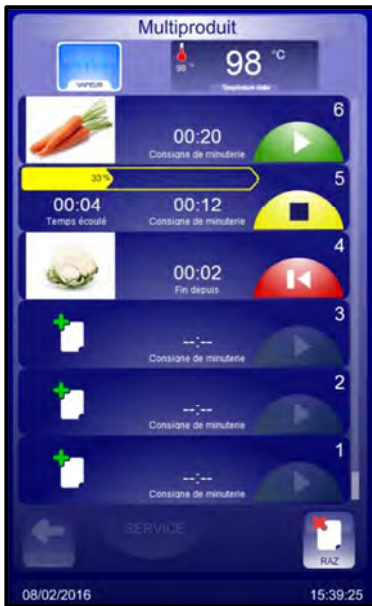 Multiproduit
VAPEUR
98 °
98 °C
Température cible
6
00:20
Consigne de minuterie
33 %
5
00:04
00:12
Temps écoulé
Consigne de minuterie
4
00:02
Fin depuis
3
--:--
Consigne de minuterie
2
--:--
Consigne de minuterie
1
--:--
Consigne de minuterie
SERVICE
RAZ
08/02/2016
15:39:25